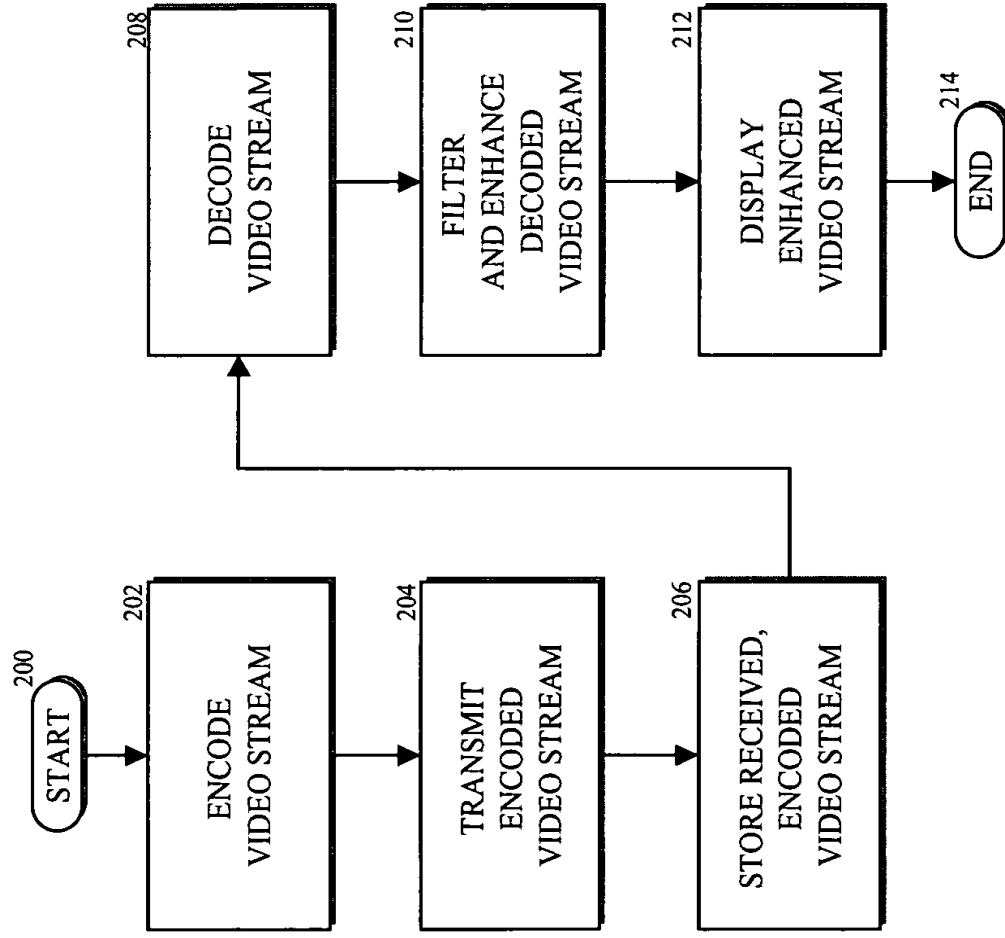 START
200
202
ENCODE
VIDEO STREAM
204
TRANSMIT
ENCODED
VIDEO STREAM
206
STORE RECEIVED,
ENCODED
VIDEO STREAM
208
DECODE
VIDEO STREAM
210
FILTER
AND ENHANCE
DECODED
VIDEO STREAM
212
DISPLAY
ENHANCED
VIDEO STREAM
214
END